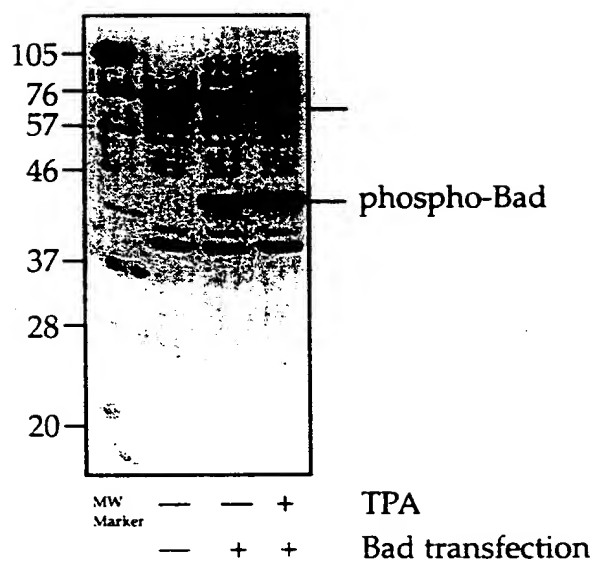 105
76
57
46
phospho-Bad
37
28
20
MW — — + TPA
Marker
— + + Bad transfection